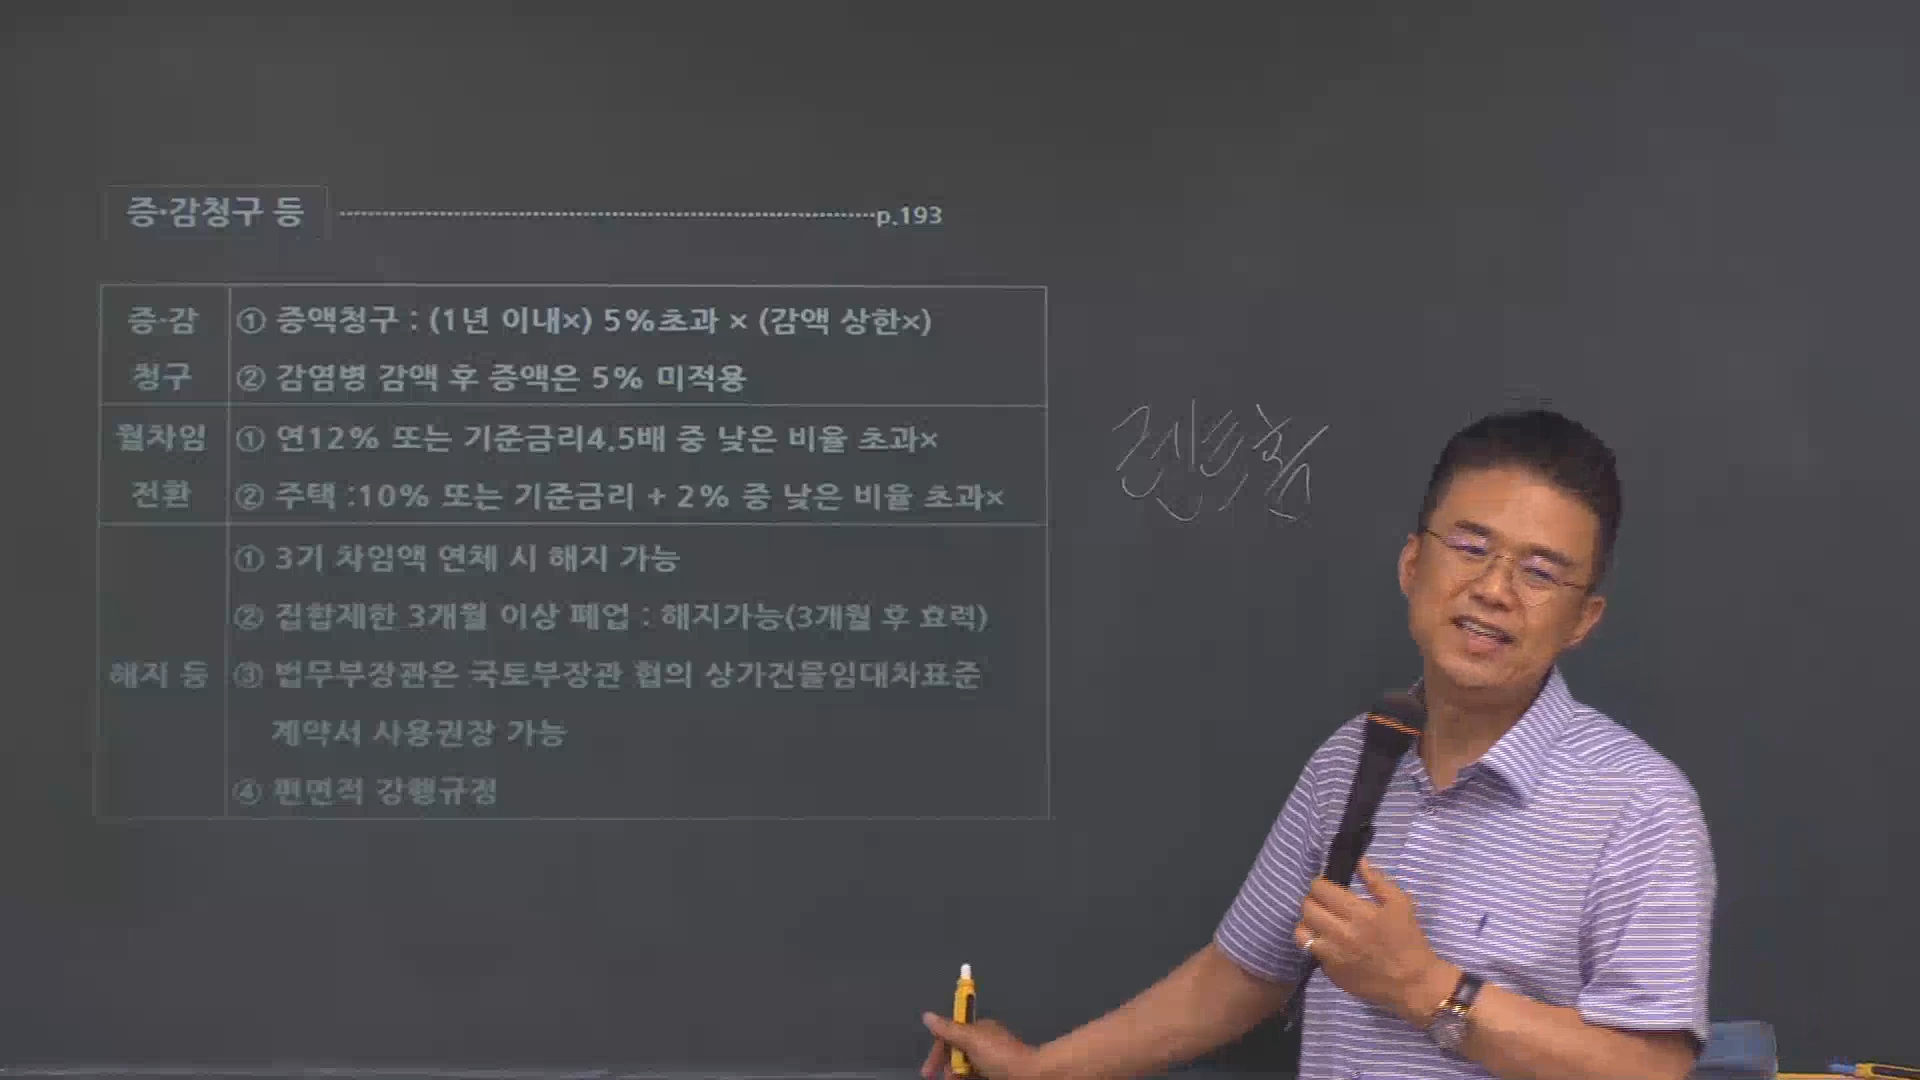 증·감청구 등 p.193
증·감
청구
① 증액청구 : (1년 이내×) 5%초과 × (감액 상한×)
② 감염병 감액 후 증액은 5% 미적용
월차임
전환
① 연12% 또는 기준금리4.5배 중 낮은 비율 초과×
② 주택 :10% 또는 기준금리 + 2% 중 낮은 비율 초과×
해지 등
① 3기 차임액 연체 시 해지 가능
② 집합제한 3개월 이상 폐업 : 해지가능(3개월 후 효력)
③ 법무부장관은 국토부장관 협의 상가건물임대차표준
계약서 사용권장 가능
④ 편면적 강행규정